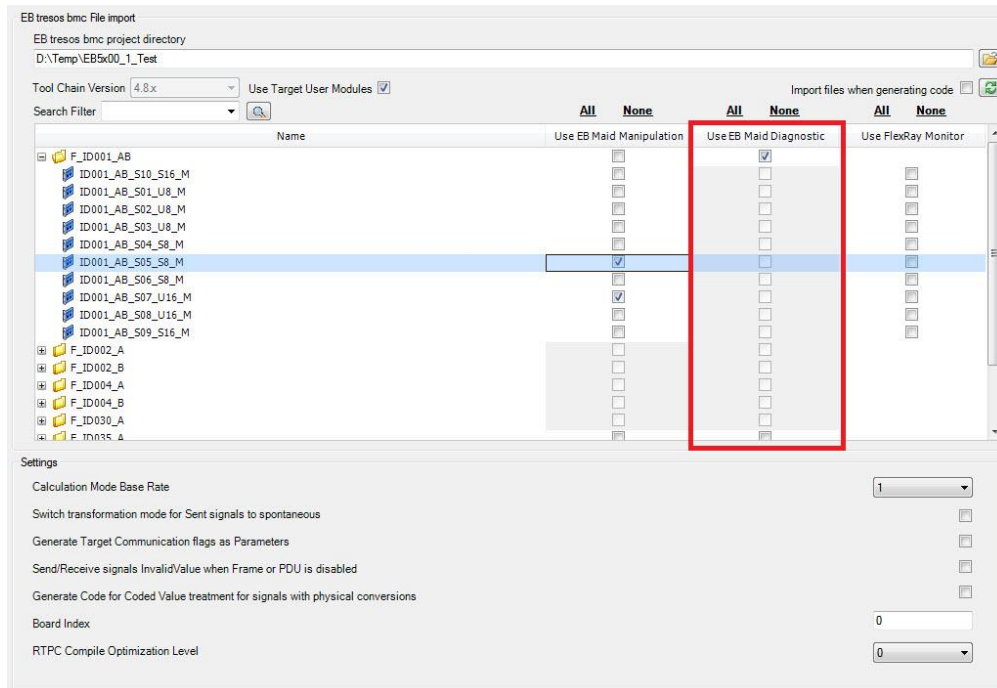 EB tresos bmc File import
EB tresos bmc project directory
D:\Temp\EB5x00_1_Test
Tool Chain Version 4.8.x Use Target User Modules Import files when generating code
Search Filter All None All None All None
Name Use EB Maid Manipulation Use EB Maid Diagnostic Use FlexRay Monitor
F_ID001_AB
ID001_AB_S10_S16_M
ID001_AB_S01_U8_M
ID001_AB_S02_U8_M
ID001_AB_S03_U8_M
ID001_AB_S04_S8_M
ID001_AB_S05_S8_M
ID001_AB_S06_S8_M
ID001_AB_S07_U16_M
ID001_AB_S08_U16_M
ID001_AB_S09_S16_M
F_ID002_A
F_ID002_B
F_ID004_A
F_ID004_B
F_ID030_A
F_ID035_A
Settings
Calculation Mode Base Rate 1
Switch transformation mode for Sent signals to spontaneous
Generate Target Communication flags as Parameters
Send/Receive signals InvalidValue when Frame or PDU is disabled
Generate Code for Coded Value treatment for signals with physical conversions
Board Index 0
RTPC Compile Optimization Level 0